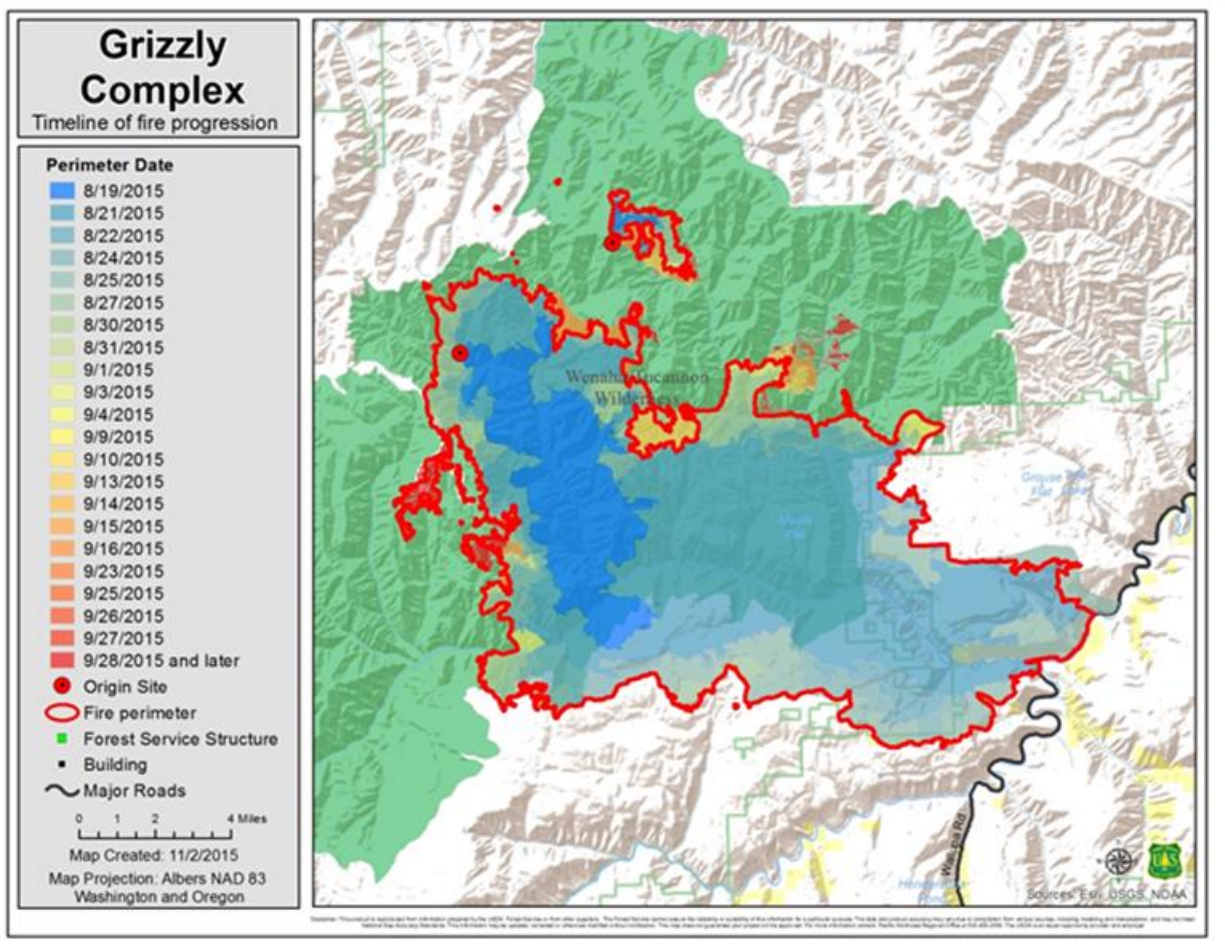 Grizzly
Complex
Timeline of fire progression
Perimeter Date
8/19/2015
8/21/2015
8/22/2015
8/24/2015
8/25/2015
8/27/2015
8/30/2015
8/31/2015
9/1/2015
9/3/2015
9/4/2015
9/9/2015
9/10/2015
9/13/2015
9/14/2015
9/15/2015
9/16/2015
9/23/2015
9/25/2015
9/26/2015
9/27/2015
9/28/2015 and later
Origin Site
Fire perimeter
Forest Service Structure
Building
Major Roads
0 1 2 4 Miles
Map Created: 11/2/2015
Map Projection: Albers NAD 83
Washington and Oregon
Wenaha-Tucannon
Wilderness
Grouse
Flat
Rd
Sources: Esri, USGS, NOAA